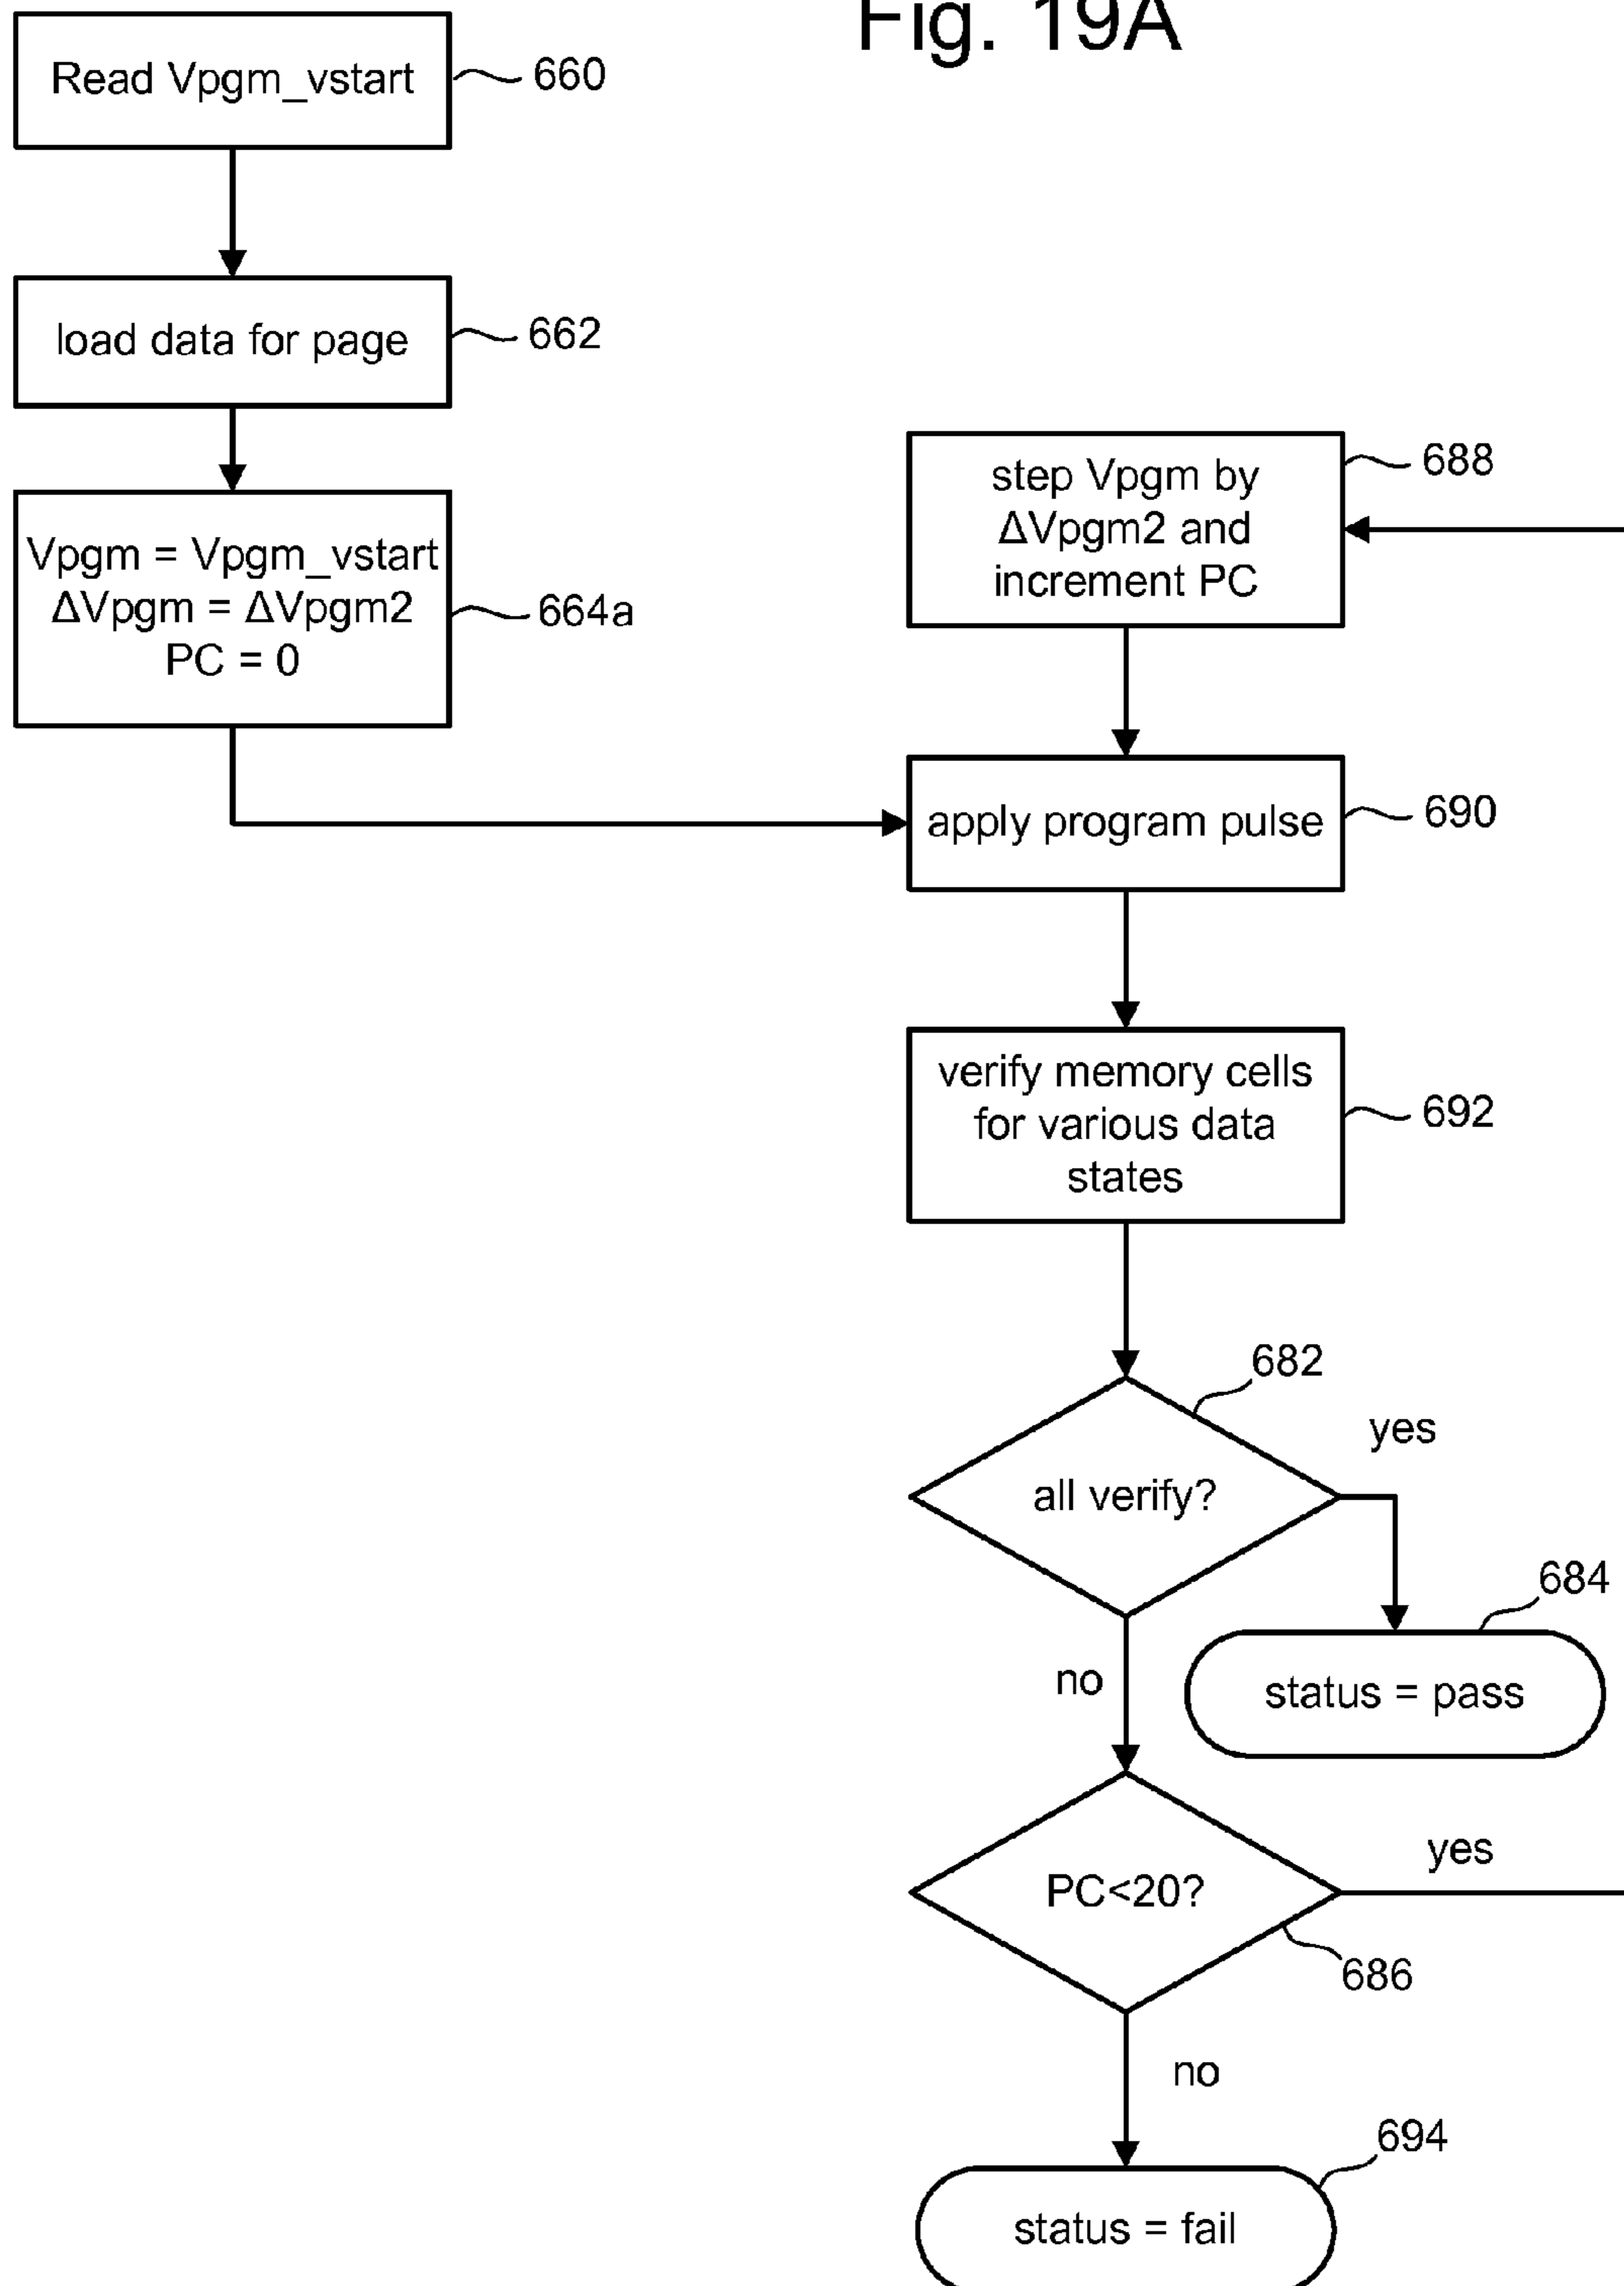 Fig. 19A
Read Vpgm_vstart
660
load data for page
662
Vpgm = Vpgm_vstart
ΔVpgm = ΔVpgm2
PC = 0
664a
step Vpgm by
ΔVpgm2 and
increment PC
688
apply program pulse
690
verify memory cells
for various data
states
692
682
all verify?
yes
684
status = pass
no
PC<20?
yes
686
no
694
status = fail